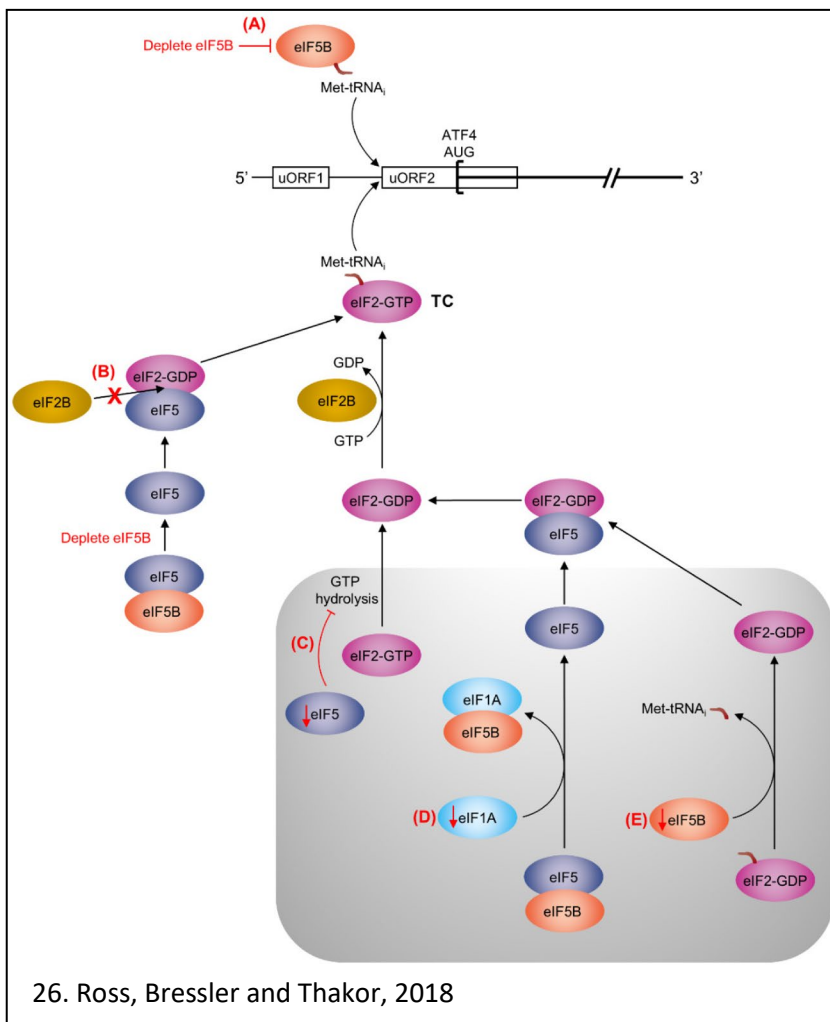 (A)
Deplete eIF5B
eIF5B
Met-tRNAi
ATF4
AUG
5’
uORF1
uORF2
3’
Met-tRNAi
eIF2-GTP
TC
(B)
eIF2-GDP
eIF2B
X
eIF5
GDP
eIF2B
GTP
eIF5
eIF2-GDP
eIF2-GDP
eIF5
Deplete eIF5B
eIF5
eIF5B
GTP
hydrolysis
(C)
eIF2-GTP
eIF5
eIF5
eIF2-GDP
eIF1A
eIF5B
Met-tRNAi
(D)
eIF1A
(E)
eIF5B
eIF5
eIF5B
eIF2-GDP
26. Ross, Bressler and Thakor, 2018